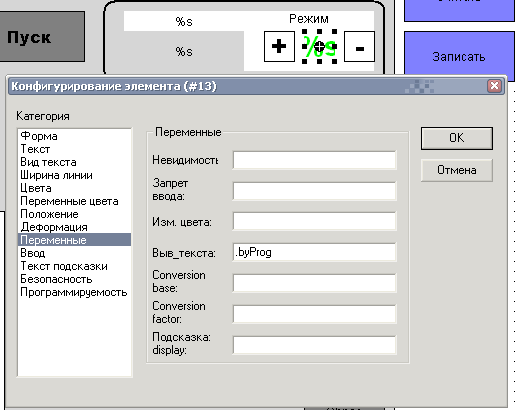 Режим
%s
Пуск
%s
+
%s
-
Записать
Конфигурирование элемента (#13)
Категория
Форма
Текст
Вид текста
Ширина линии
Цвета
Переменные цвета
Положение
Деформация
Переменные
Ввод
Текст подсказки
Безопасность
Программируемость
Переменные
Невидимость
Запрет
ввода:
Изм. цвета:
Выв_текста:
.byProg
Conversion
base:
Conversion
factor:
Подсказка:
display:
OK
Отмена